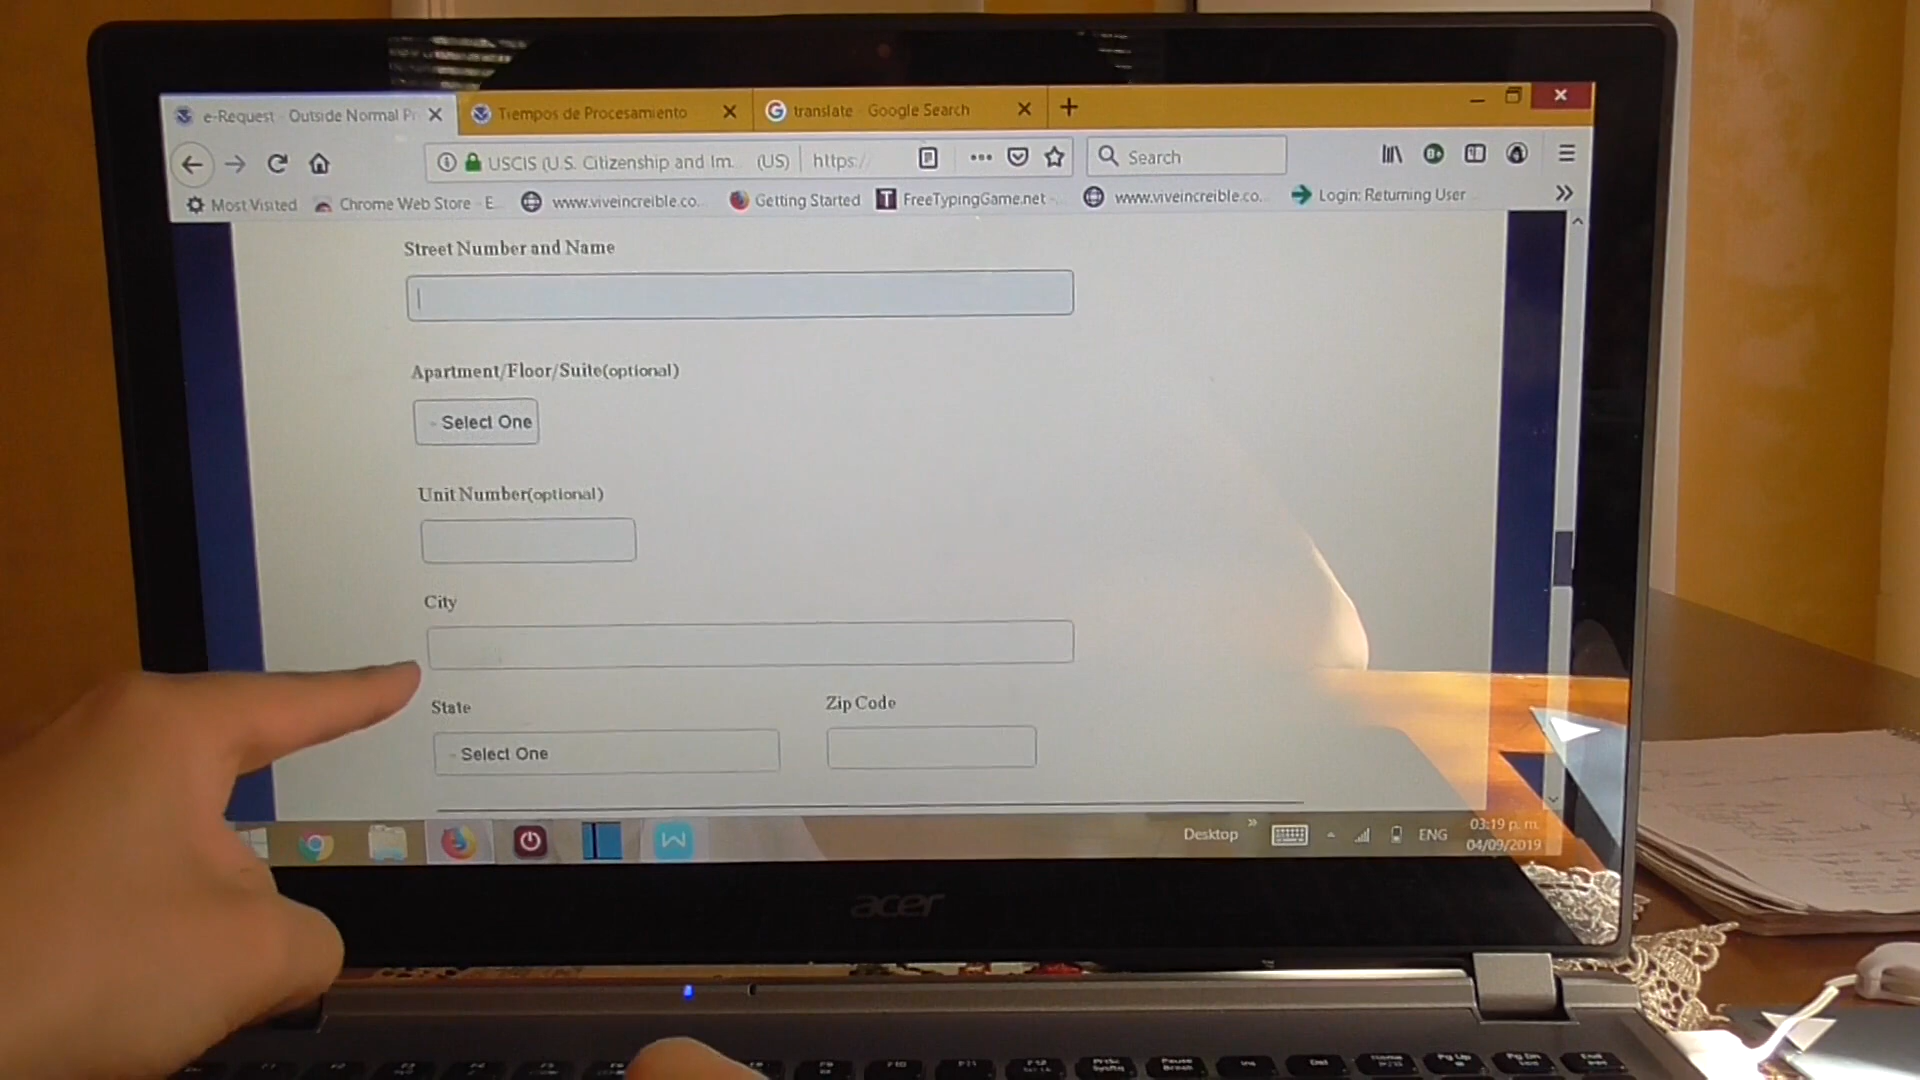 e-Request - Outside Normal Pr
Tiempos de Procesamiento
translate - Google Search
USCIS (U.S. Citizenship and Im... (US)
https:/
Search
Most Visited
Chrome Web Store - E...
www.viveincreible.co...
Getting Started
FreeTypingGame.net -...
www.viveincreible.co...
Login: Returning User
Street Number and Name
Apartment/Floor/Suite(optional)
- Select One
Unit Number(optional)
City
State
Zip Code
- Select One
Desktop
ENG
03:19 p. m.
04/09/2019
acer